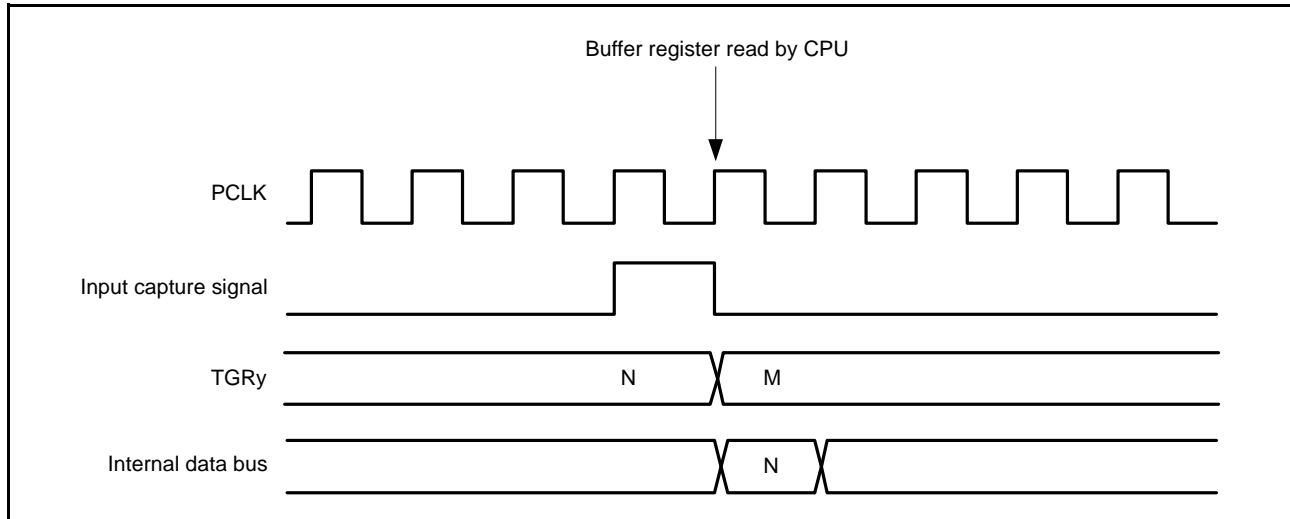 Buffer register read by CPU
PCLK
Input capture signal
TGRy
N
M
Internal data bus
N